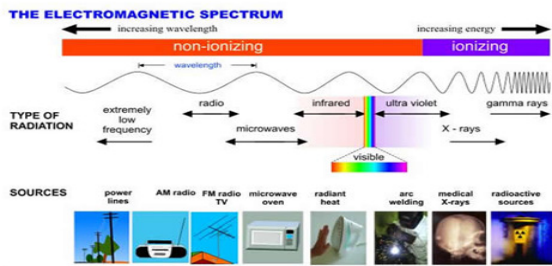 THE ELECTROMAGNETIC SPECTRUM
increasing wavelength
increasing energy
non-ionizing
ionizing
wavelength
TYPE OF
RADIATION
extremely
low
frequency
radio
microwaves
infrared
visible
ultra violet
X - rays
gamma rays
SOURCES
power
lines
AM radio
FM radio
TV
microwave
oven
radiant
heat
arc
welding
medical
X-rays
radioactive
sources